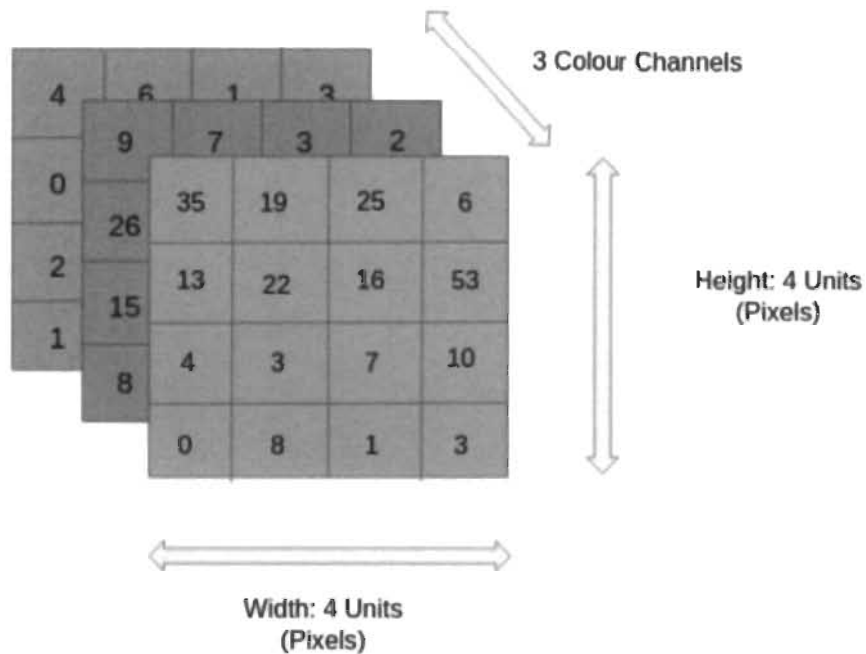 3 Colour Channels
4 6 1 3
9 7 3 2
0
35 19 25 6
26
2
13 22 16 53
Height: 4 Units
(Pixels)
15
1
4 3 7 10
8
0 8 1 3
Width: 4 Units
(Pixels)